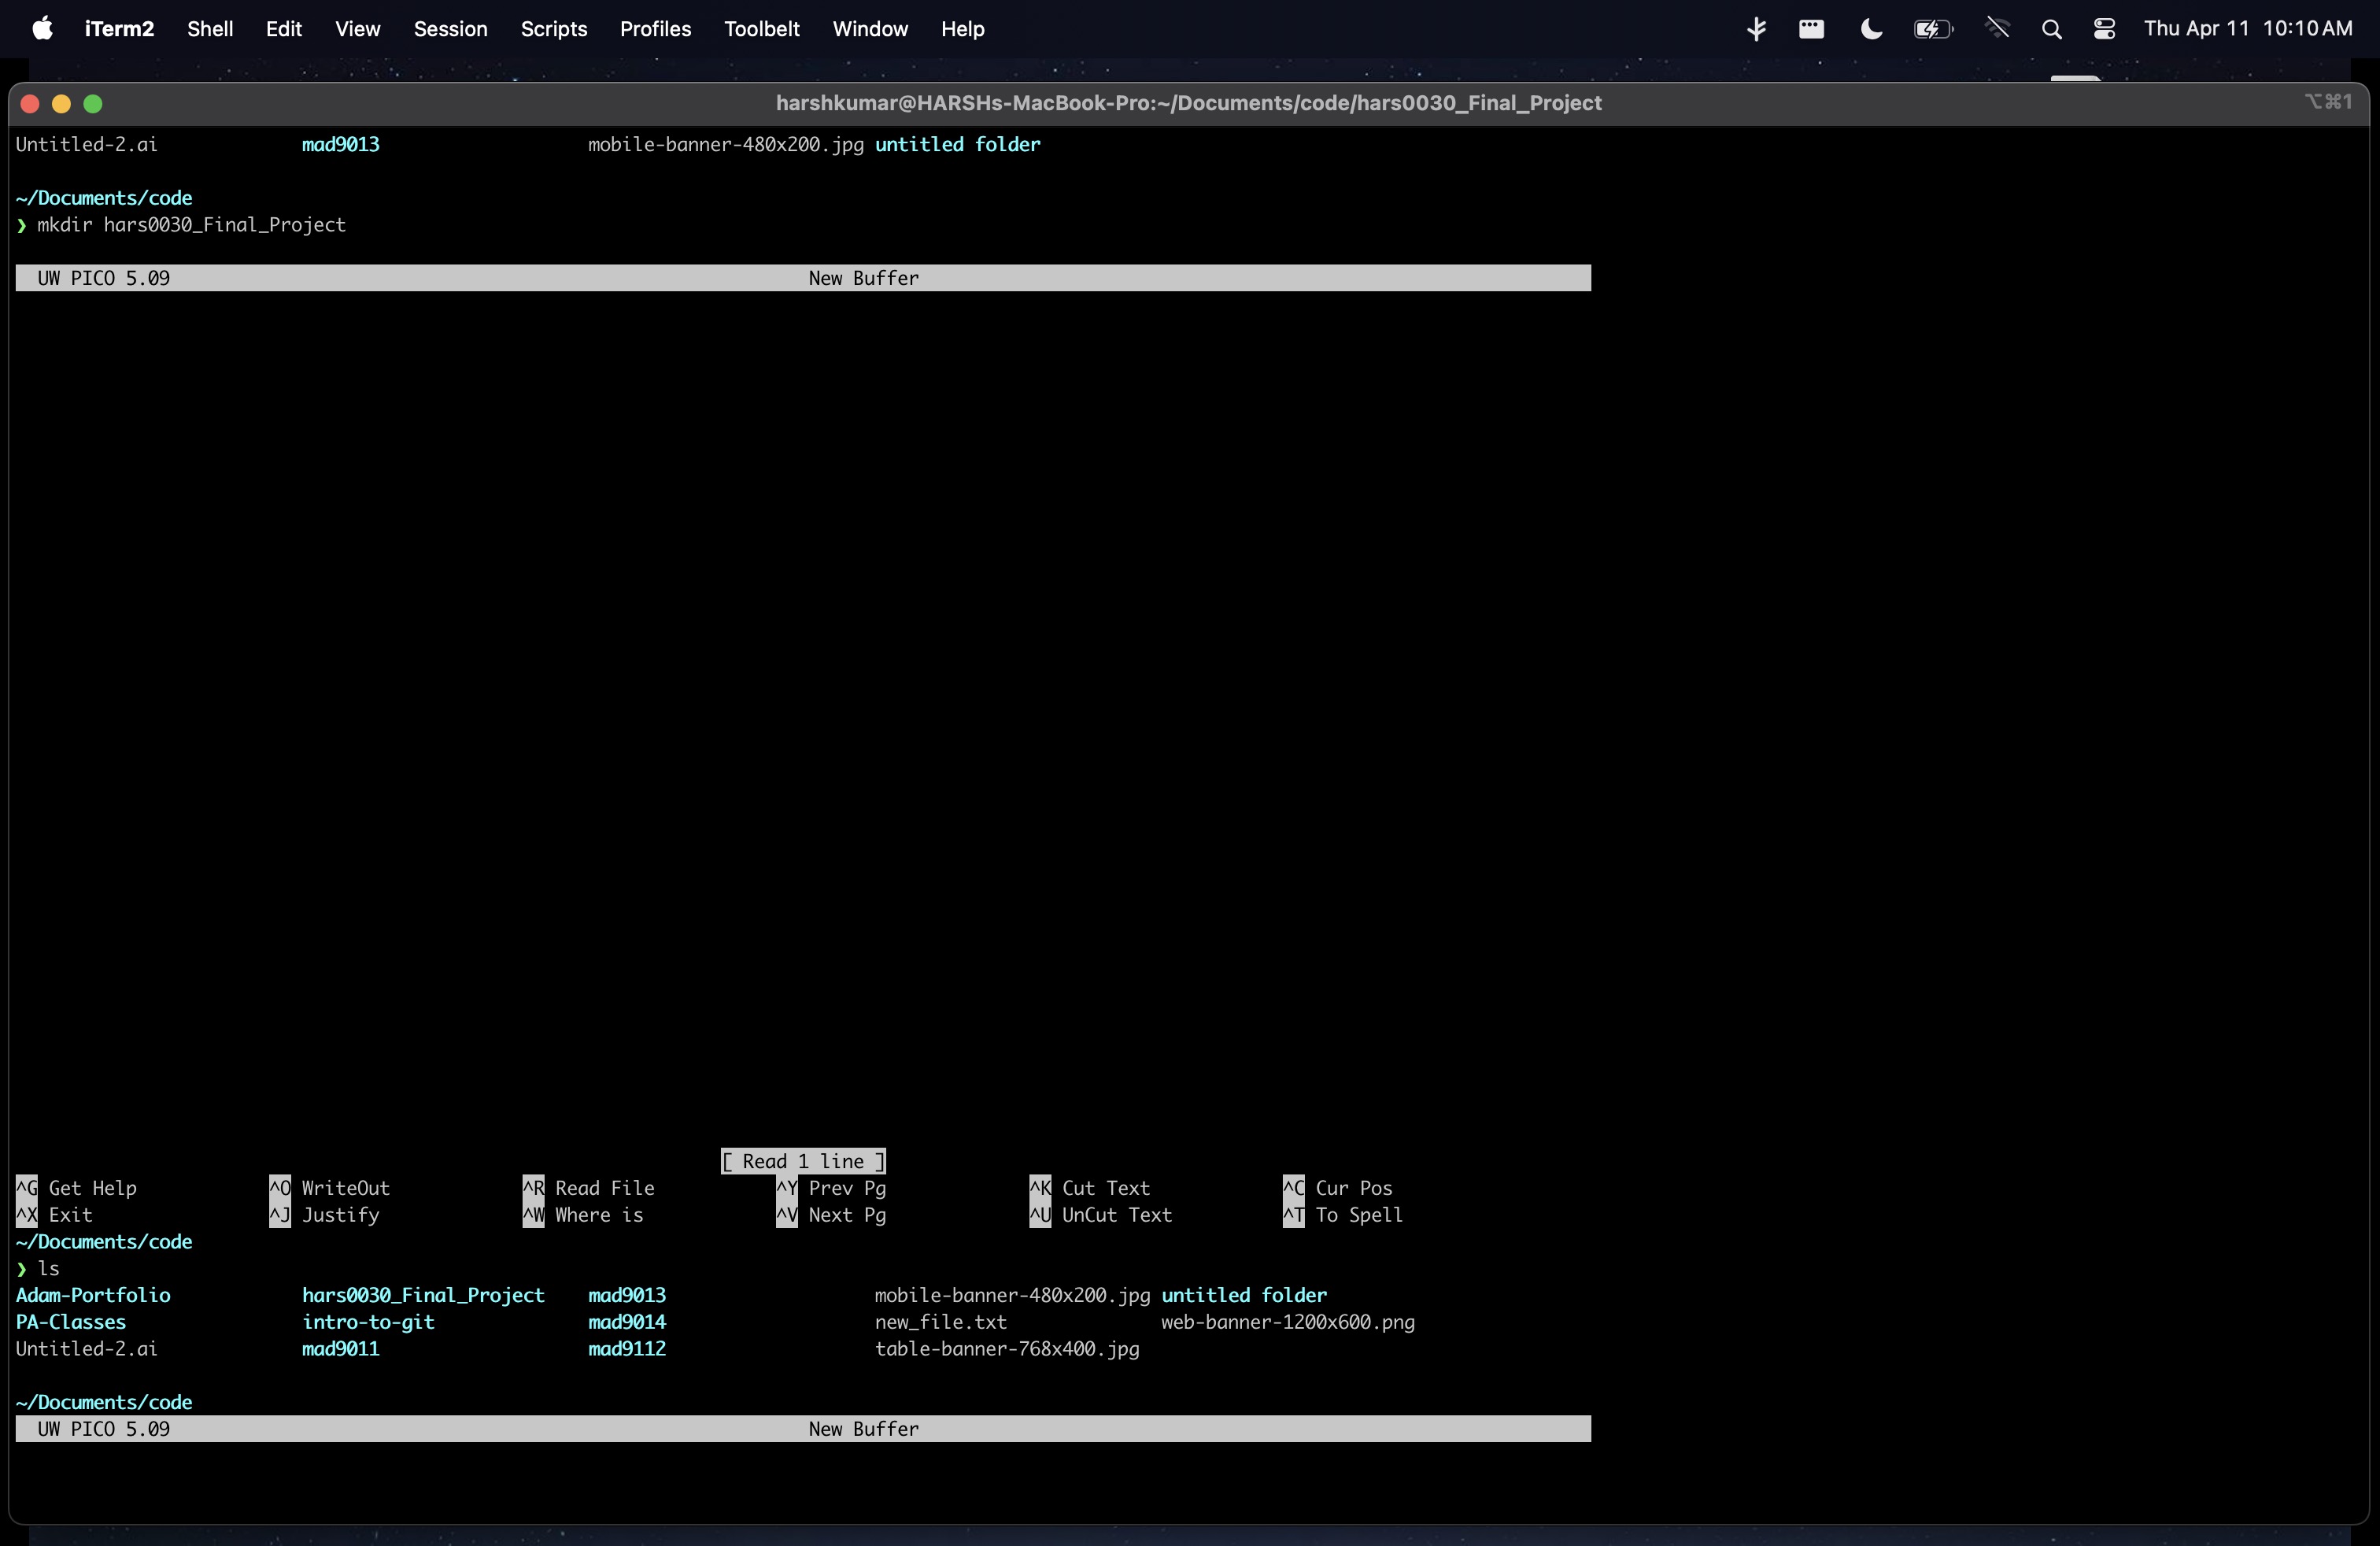 iTerm2 Shell Edit View Session Scripts Profiles Toolbelt Window Help Thu Apr 11 10:10 AM
harshkumar@HARSHs-MacBook-Pro:~/Documents/code/hars0030_Final_Project ⌥⌘1
Untitled-2.ai mad9013 mobile-banner-480x200.jpg untitled folder
~/Documents/code
❯ mkdir hars0030_Final_Project
UW PICO 5.09 New Buffer
[ Read 1 line ]
^G Get Help ^O WriteOut ^R Read File ^Y Prev Pg ^K Cut Text ^C Cur Pos
^X Exit ^J Justify ^W Where is ^V Next Pg ^U UnCut Text ^T To Spell
~/Documents/code
❯ ls
Adam-Portfolio hars0030_Final_Project mad9013 mobile-banner-480x200.jpg untitled folder
PA-Classes intro-to-git mad9014 new_file.txt web-banner-1200x600.png
Untitled-2.ai mad9011 mad9112 table-banner-768x400.jpg
~/Documents/code
UW PICO 5.09 New Buffer